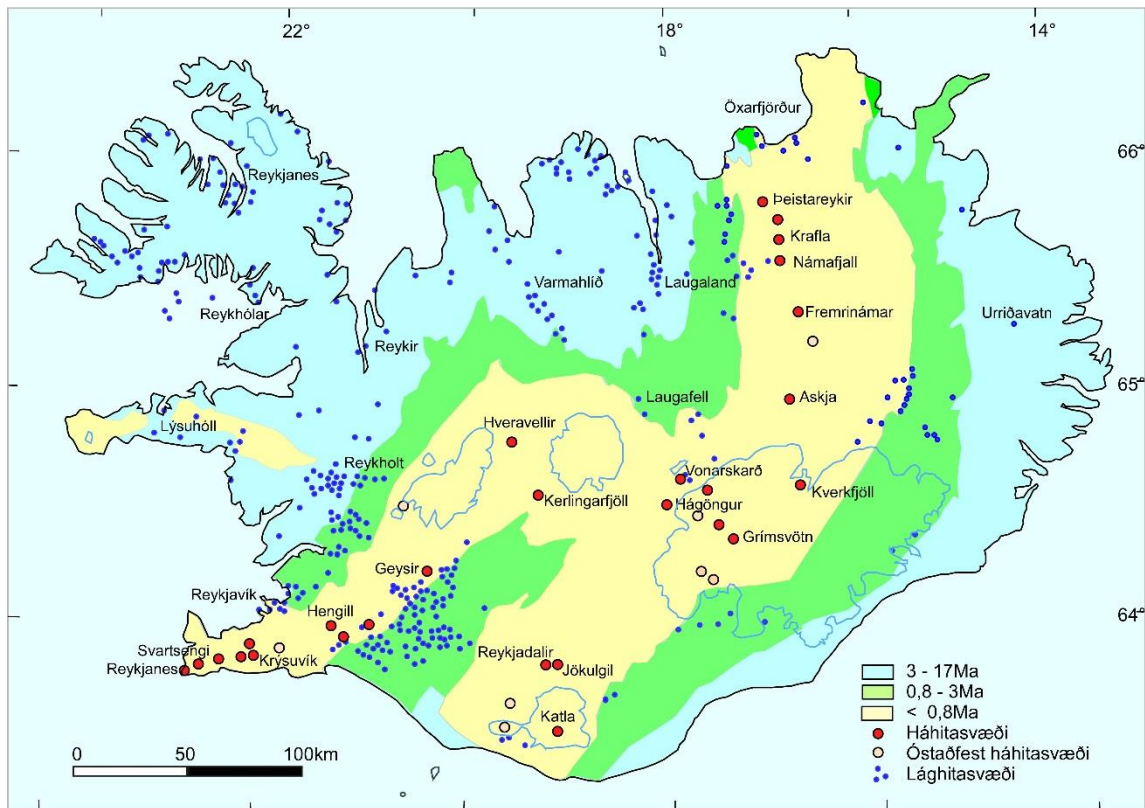 22°
18°
14°
66°
65°
64°
Öxarfjörður
Reykjanes
Þeistareykir
Krafla
Námafjall
Varmahlíð
Laugaland
Reykhólar
Fremrinámar
Urriðavatn
Reykir
Laugafell
Askja
Lýsuhóll
Hveravellir
Reykholt
Vonarskarð
Kverkfjöll
Kerlingarfjöll
Hágöngur
Grímsvötn
Geysir
Reykjavík
Hengill
Svartsengi
Reykjanes
Krýsuvík
Reykjadalir
Jökulgil
Katla
3 - 17Ma
0,8 - 3Ma
< 0,8Ma
Háhitasvæði
Óstaðfest háhitasvæði
Lághitasvæði
0 50 100km